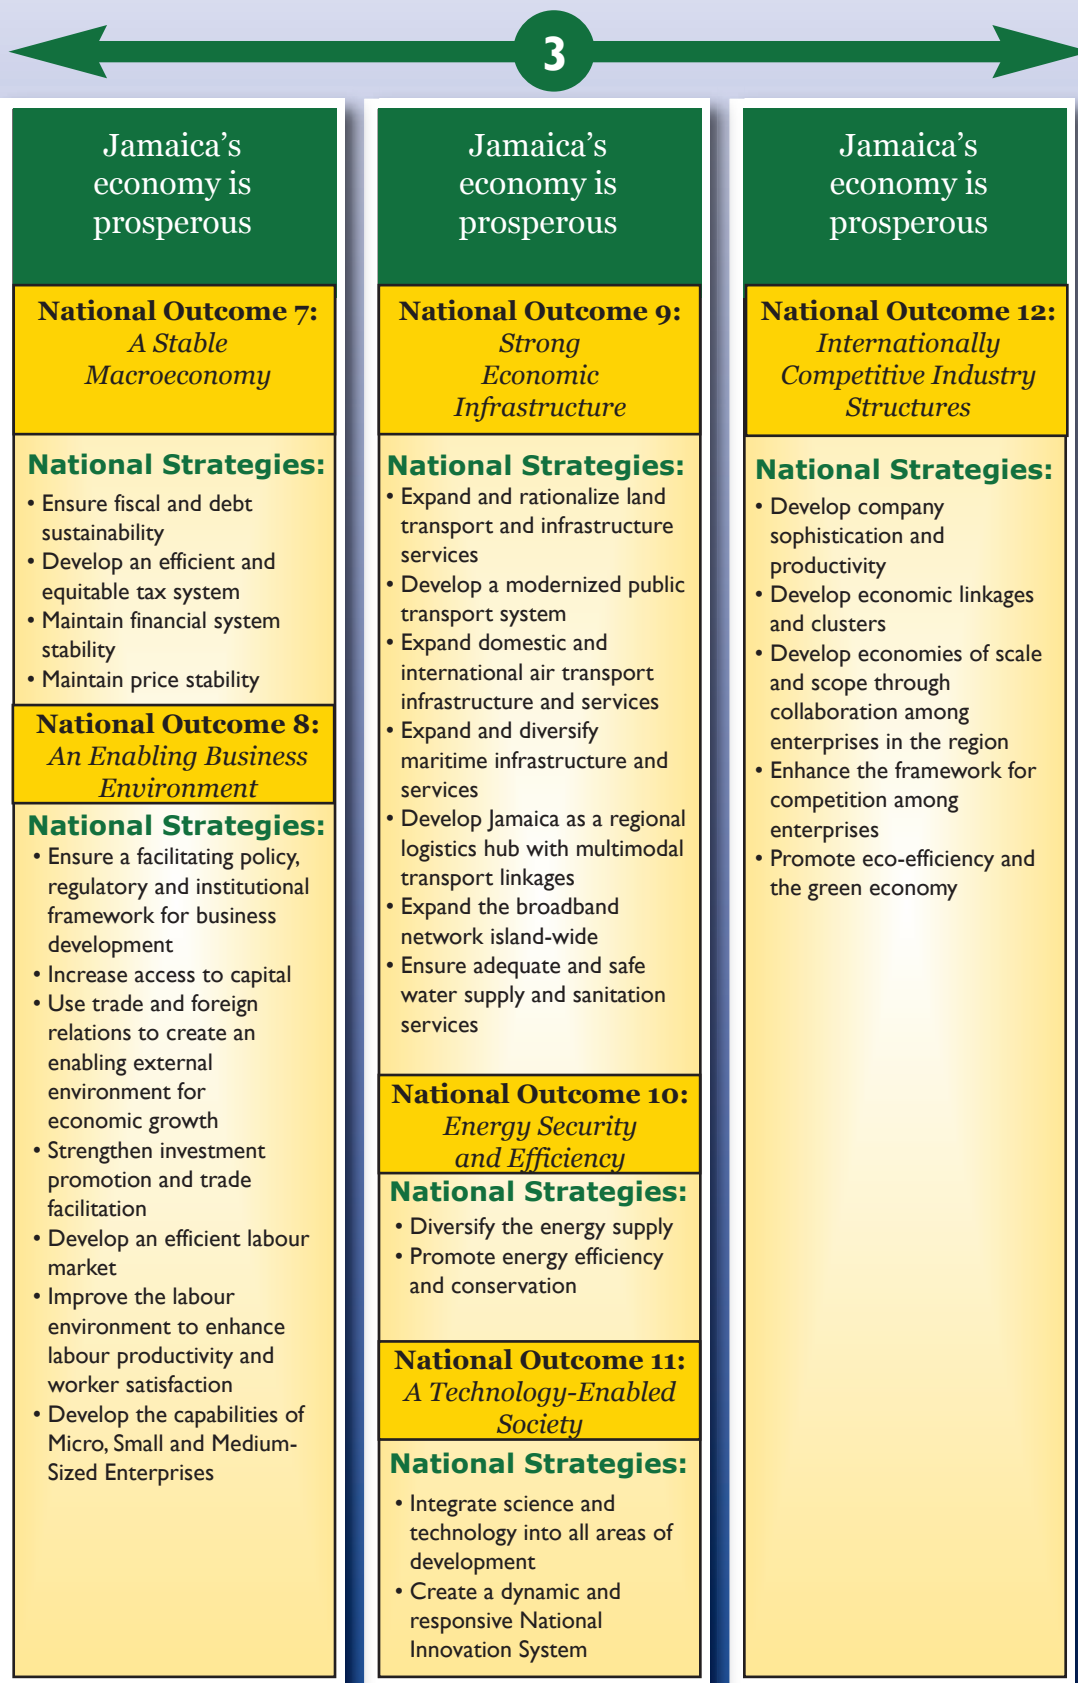 3
Jamaica’s
economy is
prosperous
National Outcome 7:
A Stable
Macroeconomy
National Strategies:
• Ensure fiscal and debt
sustainability
• Develop an efficient and
equitable tax system
• Maintain financial system
stability
• Maintain price stability
National Outcome 8:
An Enabling Business
Environment
National Strategies:
• Ensure a facilitating policy,
regulatory and institutional
framework for business
development
• Increase access to capital
• Use trade and foreign
relations to create an
enabling external
environment for
economic growth
• Strengthen investment
promotion and trade
facilitation
• Develop an efficient labour
market
• Improve the labour
environment to enhance
labour productivity and
worker satisfaction
• Develop the capabilities of
Micro, Small and Medium-
Sized Enterprises
Jamaica’s
economy is
prosperous
National Outcome 9:
Strong
Economic
Infrastructure
National Strategies:
• Expand and rationalize land
transport and infrastructure
services
• Develop a modernized public
transport system
• Expand domestic and
international air transport
infrastructure and services
• Expand and diversify
maritime infrastructure and
services
• Develop Jamaica as a regional
logistics hub with multimodal
transport linkages
• Expand the broadband
network island-wide
• Ensure adequate and safe
water supply and sanitation
services
National Outcome 10:
Energy Security
and Efficiency
National Strategies:
• Diversify the energy supply
• Promote energy efficiency
and conservation
National Outcome 11:
A Technology-Enabled
Society
National Strategies:
• Integrate science and
technology into all areas of
development
• Create a dynamic and
responsive National
Innovation System
Jamaica’s
economy is
prosperous
National Outcome 12:
Internationally
Competitive Industry
Structures
National Strategies:
• Develop company
sophistication and
productivity
• Develop economic linkages
and clusters
• Develop economies of scale
and scope through
collaboration among
enterprises in the region
• Enhance the framework for
competition among
enterprises
• Promote eco-efficiency and
the green economy